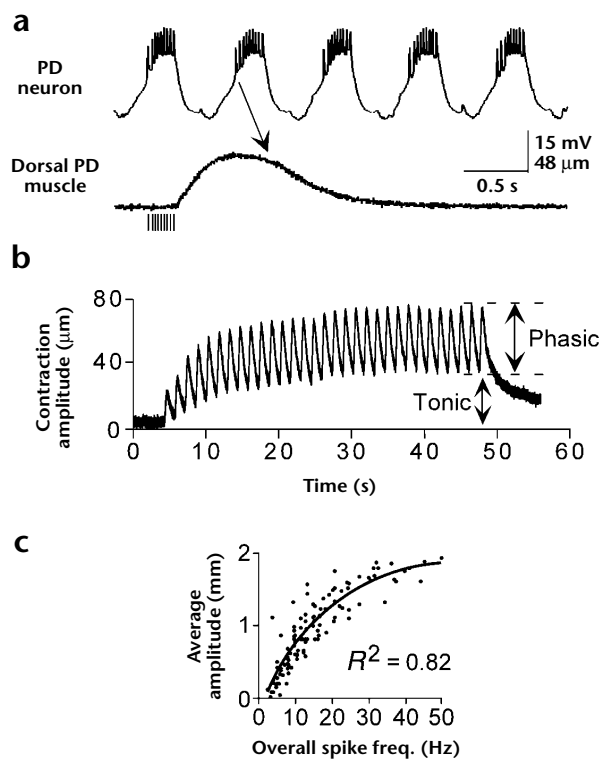 a
PD
neuron
15 mV
48 μm
0.5 s
Dorsal PD
muscle
b
Contraction
amplitude (μm)
80
40
0
Phasic
Tonic
0 10 20 30 40 50 60
Time (s)
c
Average
amplitude (mm)
2
1
0
R² = 0.82
0 10 20 30 40 50
Overall spike freq. (Hz)